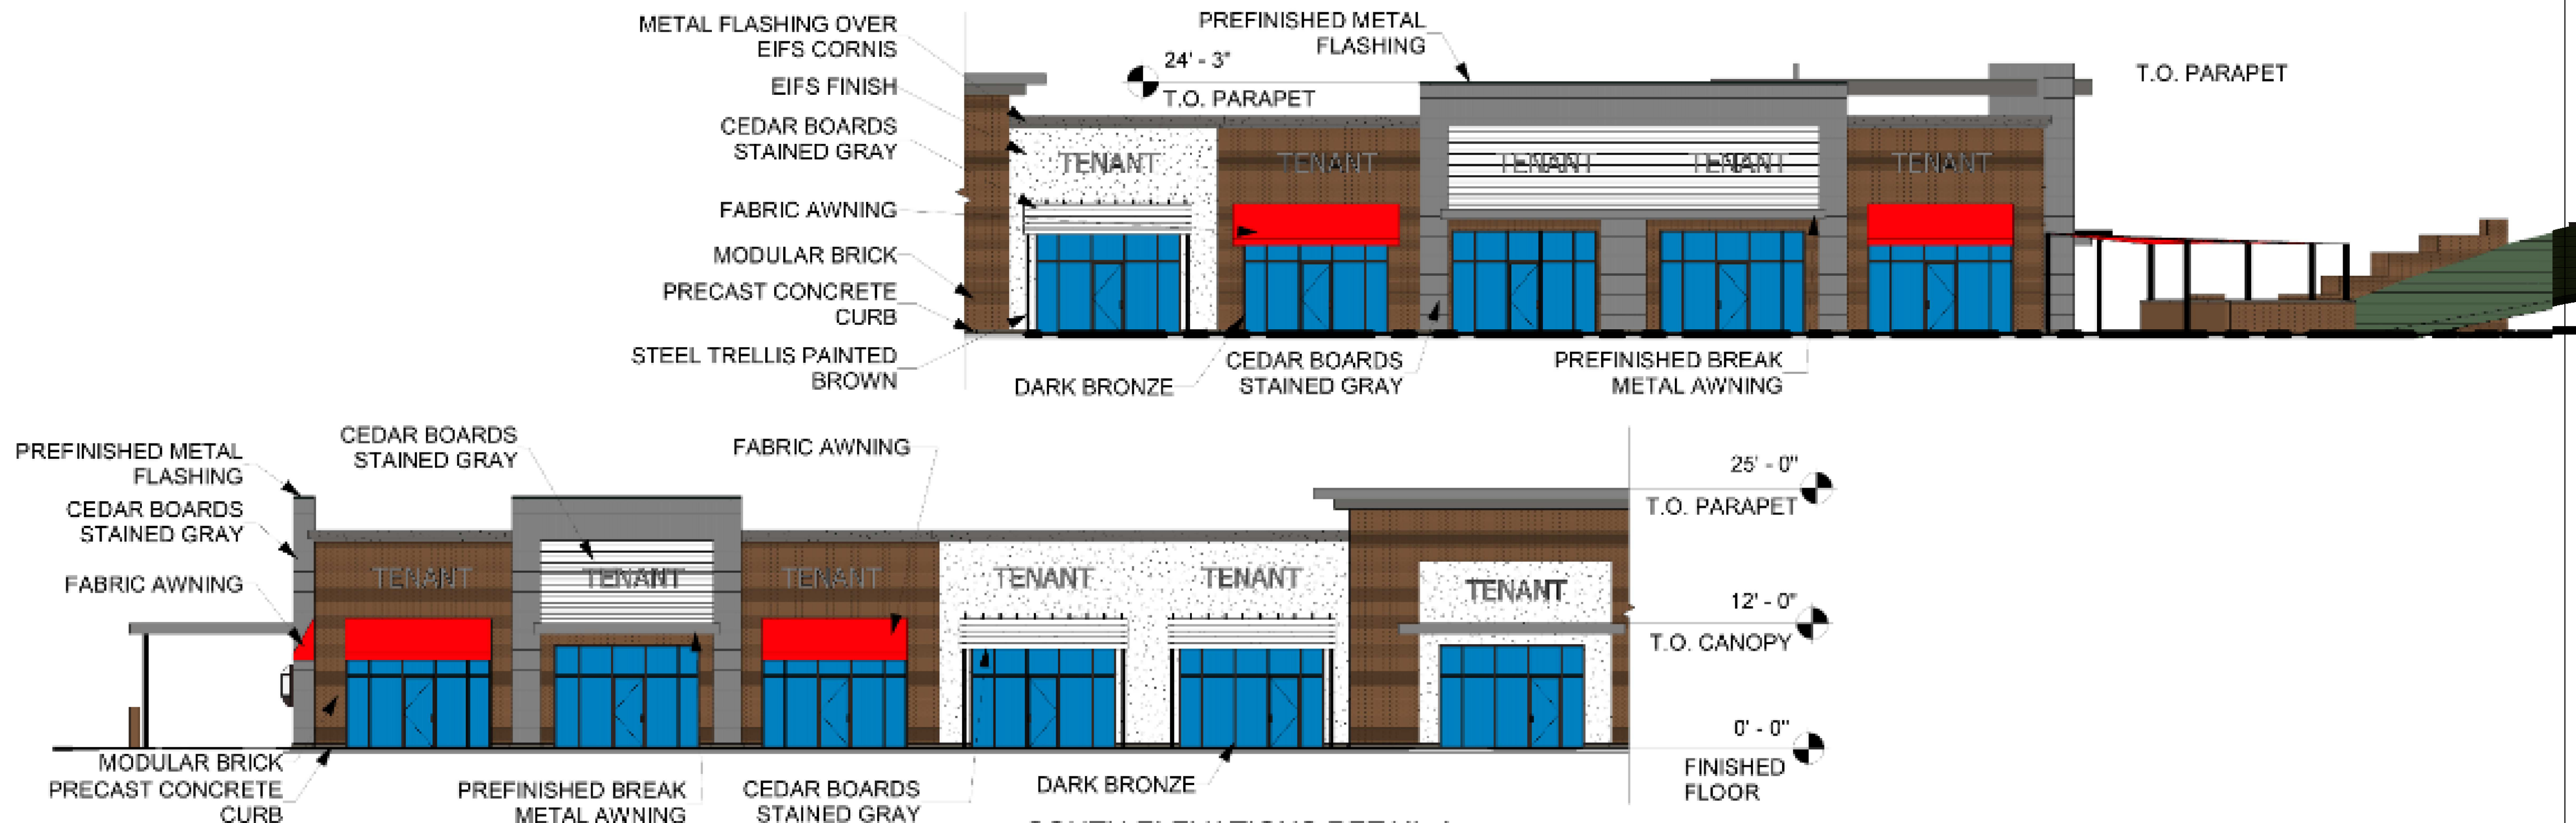 METAL FLASHING OVER
EIFS CORNIS
EIFS FINISH
CEDAR BOARDS
STAINED GRAY
FABRIC AWNING
MODULAR BRICK
PRECAST CONCRETE
CURB
STEEL TRELLIS PAINTED
BROWN
PREFINISHED METAL
FLASHING
24' - 3"
T.O. PARAPET
T.O. PARAPET
TENANT
TENANT
TENANT
TENANT
TENANT
DARK BRONZE
CEDAR BOARDS
STAINED GRAY
PREFINISHED BREAK
METAL AWNING
PREFINISHED METAL
FLASHING
CEDAR BOARDS
STAINED GRAY
FABRIC AWNING
CEDAR BOARDS
STAINED GRAY
FABRIC AWNING
TENANT
TENANT
TENANT
TENANT
TENANT
TENANT
25' - 0"
T.O. PARAPET
12' - 0"
T.O. CANOPY
0' - 0"
FINISHED
FLOOR
MODULAR BRICK
PRECAST CONCRETE
CURB
PREFINISHED BREAK
METAL AWNING
CEDAR BOARDS
STAINED GRAY
DARK BRONZE